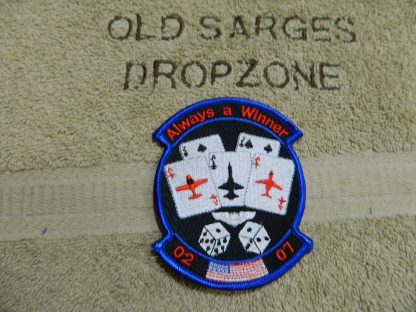 OLD SARGES
DROPZONE
Always a Winner
02 07